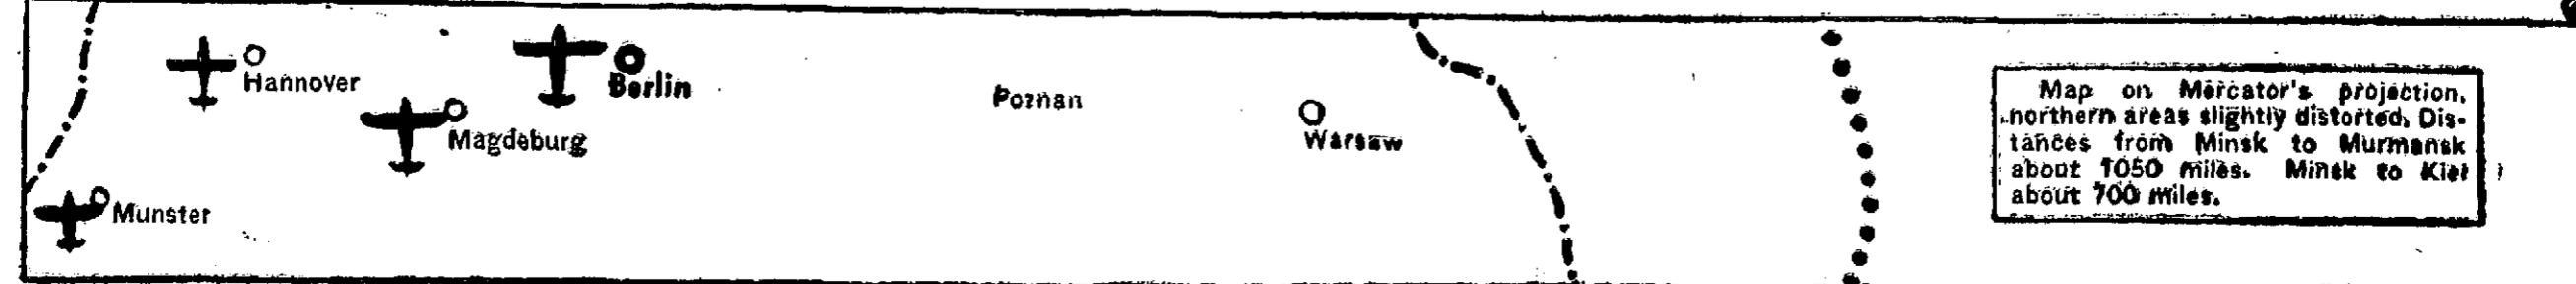 Hannover
Berlin
Magdeburg
Munster
Poznan
Warsaw
Map on Mercator's projection,
northern areas slightly distorted. Dis-
tances from Minsk to Murmansk
about 1050 miles. Minsk to Kiel
about 700 miles.